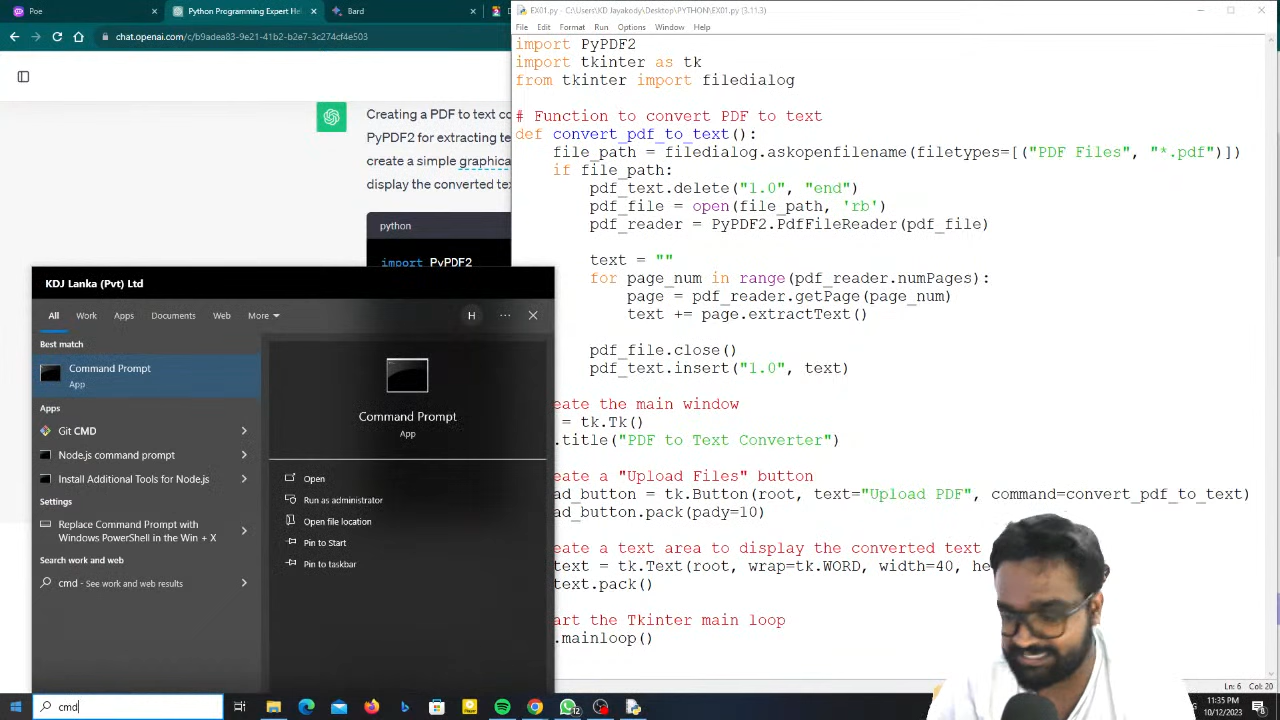 Poe
Python Programming Expert He
Bard
EX01.py - C:\Users\KD Jayakody\Desktop\PYTHON\EX01.py (3.11.3)
chat.openai.com/c/b9adea83-9e21-41b2-b2e7-3c274cf4e503
File Edit Format Run Options Window Help
import PyPDF2
import tkinter as tk
from tkinter import filedialog
# Function to convert PDF to text
def convert_pdf_to_text():
file_path = filedialog.askopenfilename(filetypes=[("PDF Files", "*.pdf")])
if file_path:
pdf_text.delete("1.0", "end")
pdf_file = open(file_path, 'rb')
pdf_reader = PyPDF2.PdfFileReader(pdf_file)
text = ""
for page_num in range(pdf_reader.numPages):
page = pdf_reader.getPage(page_num)
text += page.extractText()
pdf_file.close()
pdf_text.insert("1.0", text)
eate the main window
= tk.Tk()
.title("PDF to Text Converter")
eate a "Upload Files" button
ad_button = tk.Button(root, text="Upload PDF", command=convert_pdf_to_text)
ad_button.pack(pady=10)
eate a text area to display the converted text
text = tk.Text(root, wrap=tk.WORD, width=40, he
text.pack()
art the Tkinter main loop
.mainloop()
Ln: 6 Col: 20
Creating a PDF to text co
PyPDF2 for extracting te
create a simple graphica
display the converted tex
python
import PyPDF2
KDJ Lanka (Pvt) Ltd
All Work Apps Documents Web More H ...
Best match
Command Prompt
App
Apps
Git CMD
Node.js command prompt
Install Additional Tools for Node.js
Settings
Replace Command Prompt with
Windows PowerShell in the Win + X
Search work and web
cmd - See work and web results
Command Prompt
App
Open
Run as administrator
Open file location
Pin to Start
Pin to taskbar
cmd
12
11:35 PM
10/12/2023
8